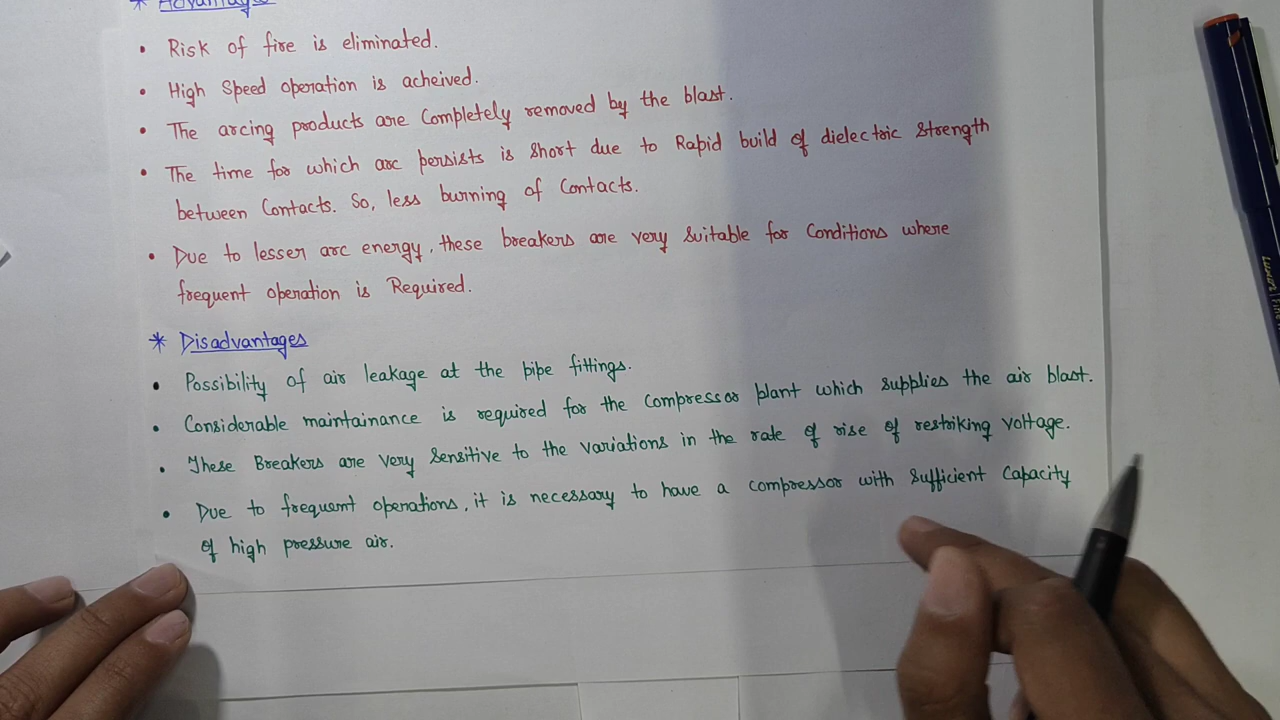 * Advantages
• Risk of fire is eliminated.
• High Speed operation is acheived.
• The arcing products are Completely removed by the blast.
• The time for which arc persists is short due to Rapid build of dielectric strength
between Contacts. So, less burning of Contacts.
• Due to lesser arc energy, these breakers are very suitable for Conditions where
frequent operation is Required.
* Disadvantages
• Possibility of air leakage at the pipe fittings.
• Considerable maintainance is required for the compressor plant which supplies the air blast.
• These Breakers are very sensitive to the variations in the rate of rise of restriking voltage.
• Due to frequent operations, it is necessary to have a compressor with sufficient capacity
of high pressure air.